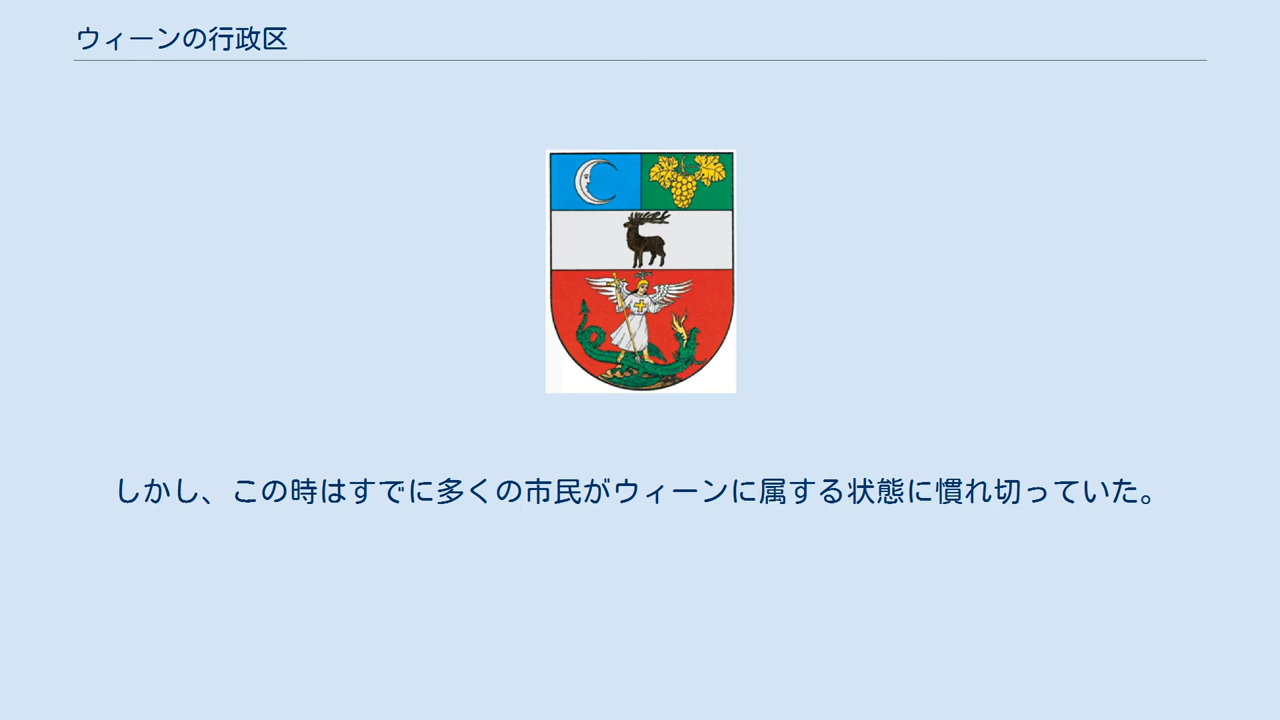 ウィーンの行政区
しかし、この時はすでに多くの市民がウィーンに属する状態に慣れ切っていた。